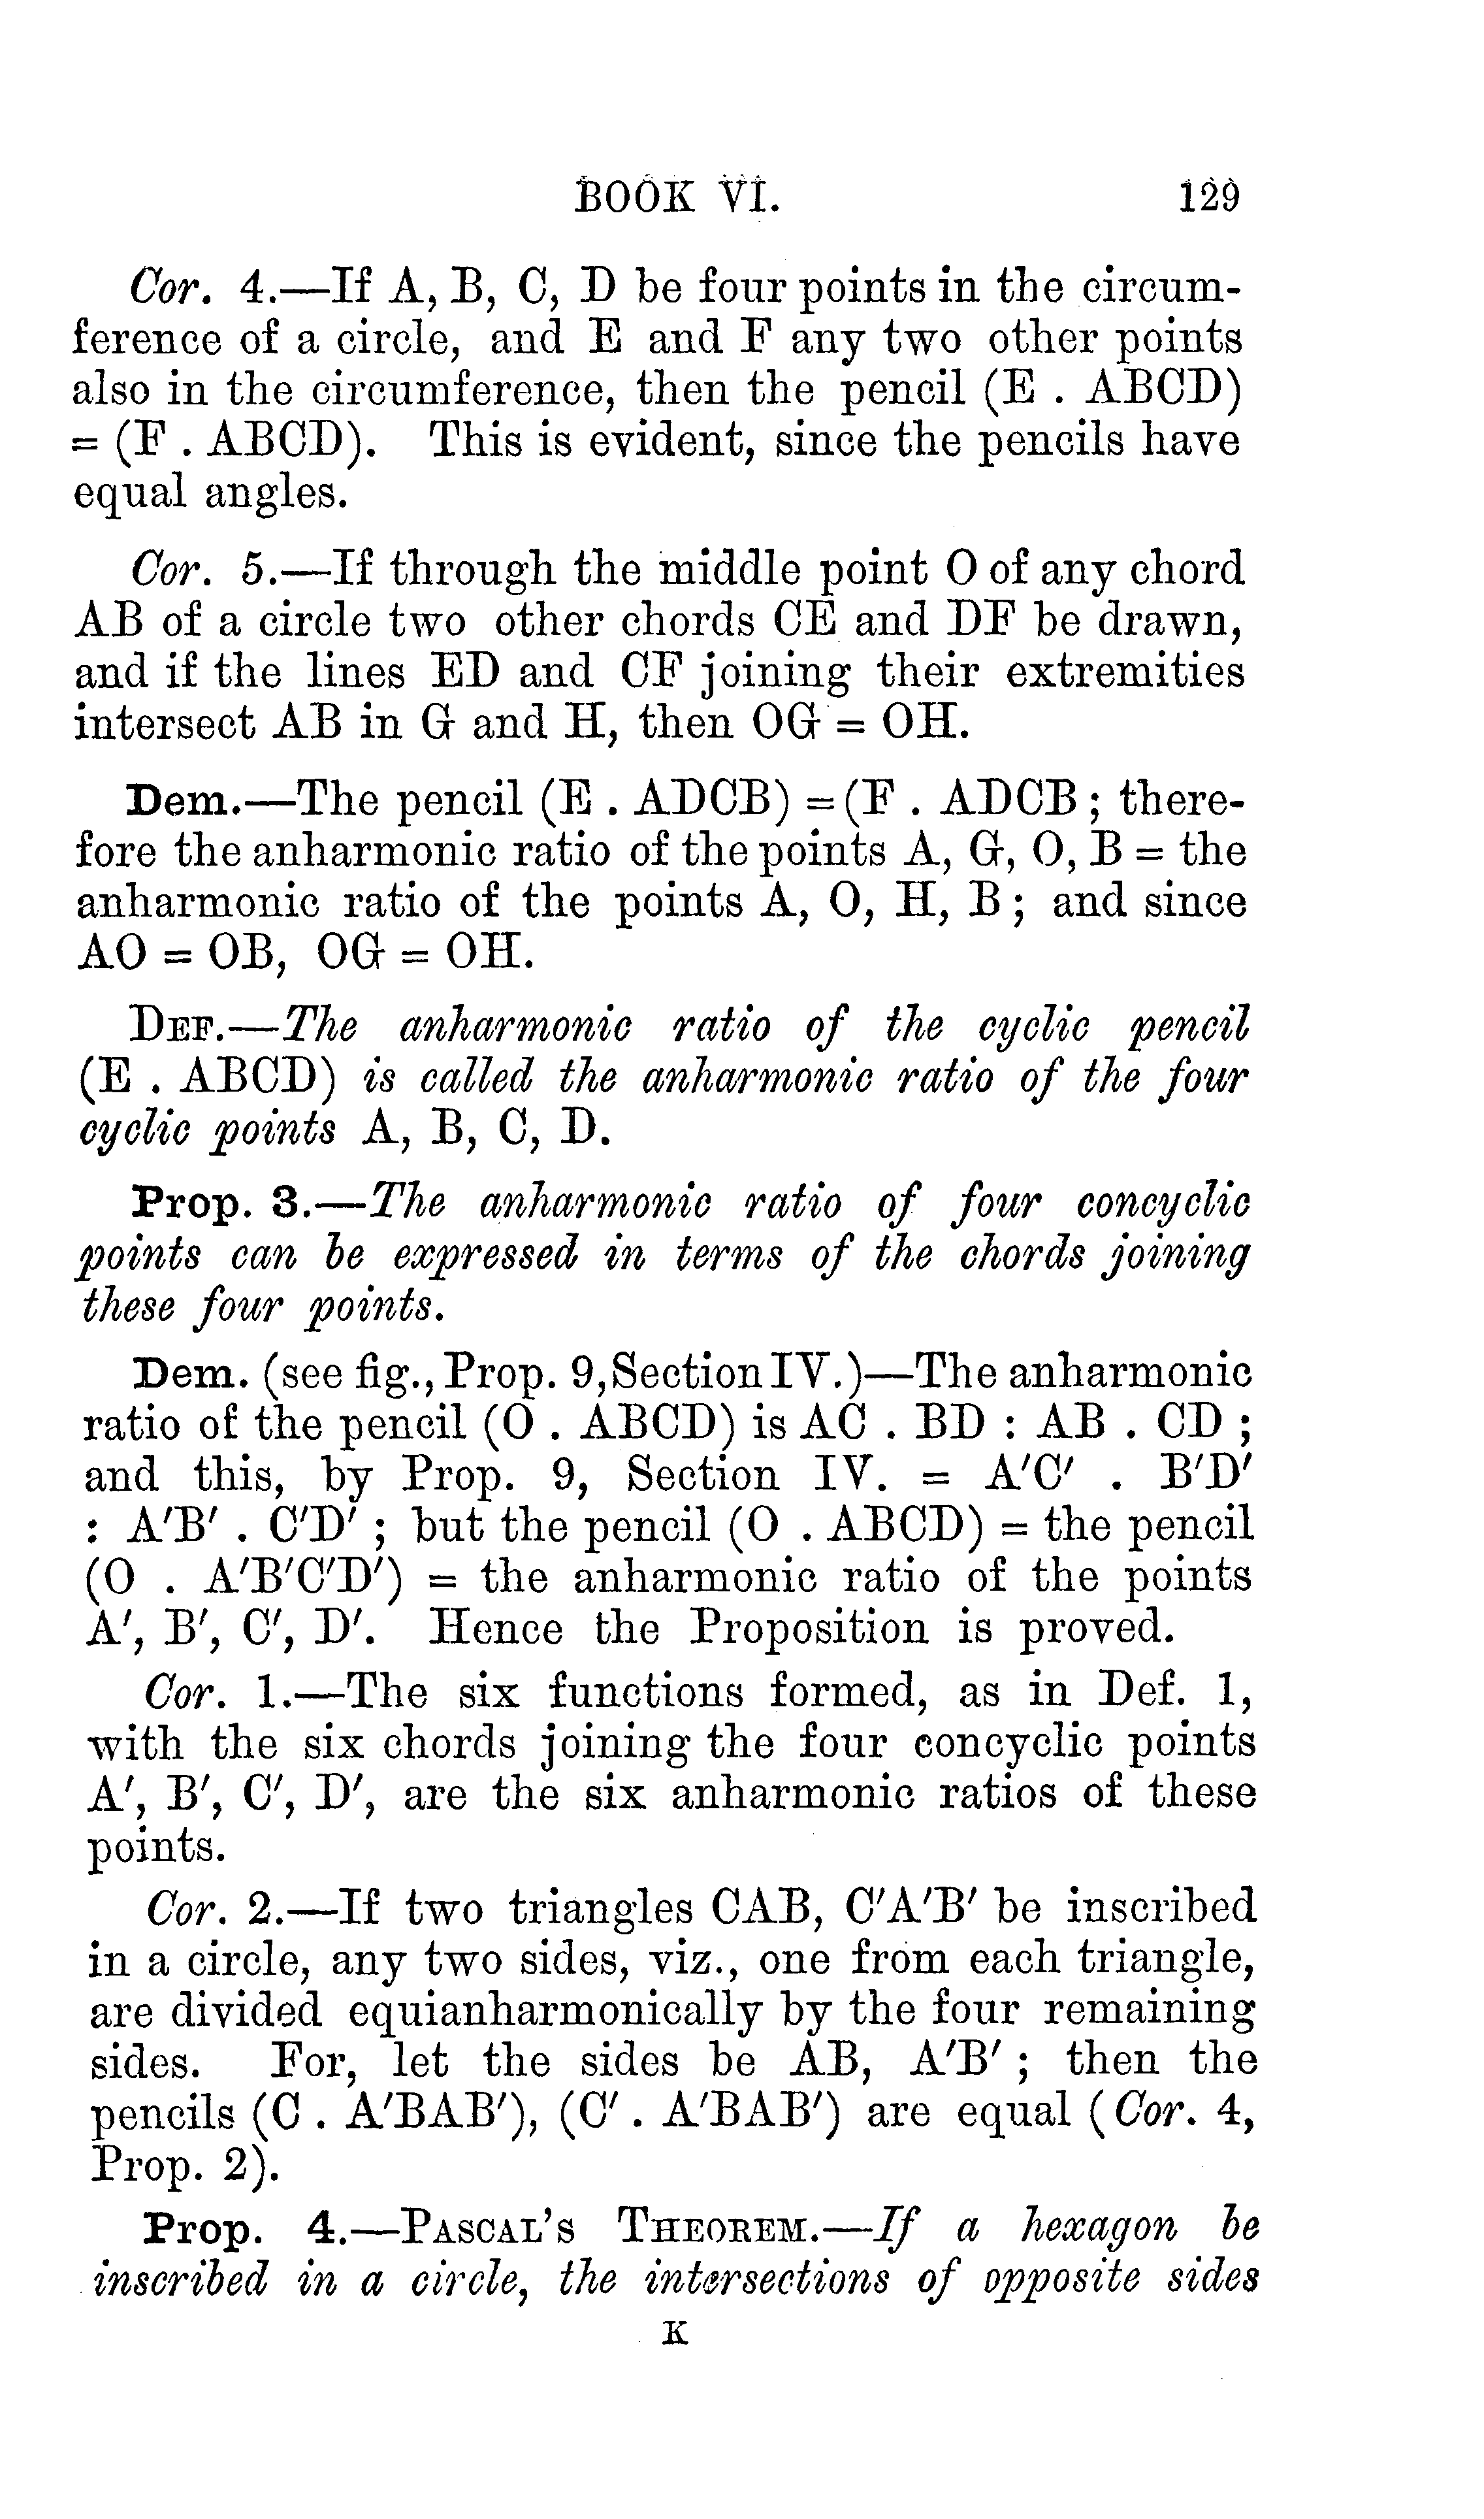 BOOK VI. 129
Cor. 4.—If A, B, C, D be four points in the circum-
ference of a circle, and E and F any two other points
also in the circumference, then the pencil (E . ABCD)
= (F . ABCD). This is evident, since the pencils have
equal angles.
Cor. 5.—If through the middle point O of any chord
AB of a circle two other chords CE and DF be drawn,
and if the lines ED and CF joining their extremities
intersect AB in G and H, then OG = OH.
Dem.—The pencil (E . ADCB) = (F . ADCB ; there-
fore the anharmonic ratio of the points A, G, O, B = the
anharmonic ratio of the points A, O, H, B ; and since
AO = OB, OG = OH.
DEF.—The anharmonic ratio of the cyclic pencil
(E . ABCD) is called the anharmonic ratio of the four
cyclic points A, B, C, D.
Prop. 3.—The anharmonic ratio of four concyclic
points can be expressed in terms of the chords joining
these four points.
Dem. (see fig., Prop. 9, Section IV.)—The anharmonic
ratio of the pencil (O . ABCD) is AC . BD : AB . CD ;
and this, by Prop. 9, Section IV. = A′C′ . B′D′
: A′B′ . C′D′ ; but the pencil (O . ABCD) = the pencil
(O . A′B′C′D′) = the anharmonic ratio of the points
A′, B′, C′, D′. Hence the Proposition is proved.
Cor. 1.—The six functions formed, as in Def. 1,
with the six chords joining the four concyclic points
A′, B′, C′, D′, are the six anharmonic ratios of these
points.
Cor. 2.—If two triangles CAB, C′A′B′ be inscribed
in a circle, any two sides, viz., one from each triangle,
are divided equianharmonically by the four remaining
sides. For, let the sides be AB, A′B′ ; then the
pencils (C . A′BAB′), (C′ . A′BAB′) are equal (Cor. 4,
Prop. 2).
Prop. 4.—PASCAL'S THEOREM.—If a hexagon be
inscribed in a circle, the intersections of opposite sides
K